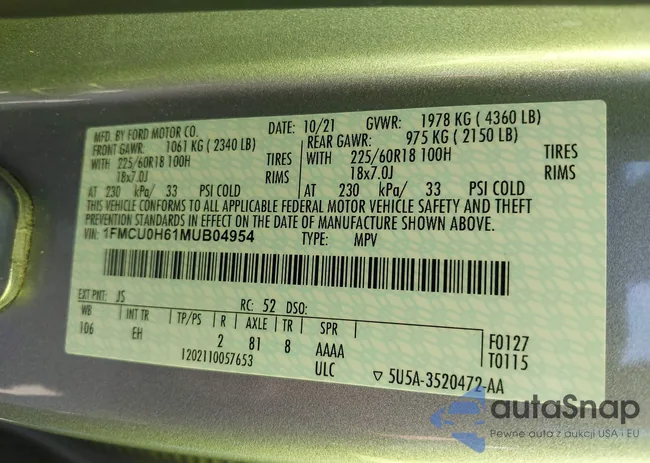 MFD. BY FORD MOTOR CO.
DATE: 10/21 GVWR: 1978 KG ( 4360 LB)
FRONT GAWR: 1061 KG ( 2340 LB)
REAR GAWR: 975 KG ( 2150 LB)
WITH 225/60R18 100H TIRES
WITH 225/60R18 100H TIRES
18x7.0J RIMS
18x7.0J RIMS
AT 230 kPa/ 33 PSI COLD
AT 230 kPa/ 33 PSI COLD
THIS VEHICLE CONFORMS TO ALL APPLICABLE FEDERAL MOTOR VEHICLE SAFETY AND THEFT
PREVENTION STANDARDS IN EFFECT ON THE DATE OF MANUFACTURE SHOWN ABOVE.
VIN: 1FMCU0H61MUB04954 TYPE: MPV
EXT PNT: JS RC: 52 DSO:
WB INT TR TP/PS R AXLE TR SPR
106 EH 2 81 8 AAAA F0127
1202110057653 ULC T0115
▽ 5U5A-3520472-AA
autaSnap
Pewne auta z aukcji USA i EU